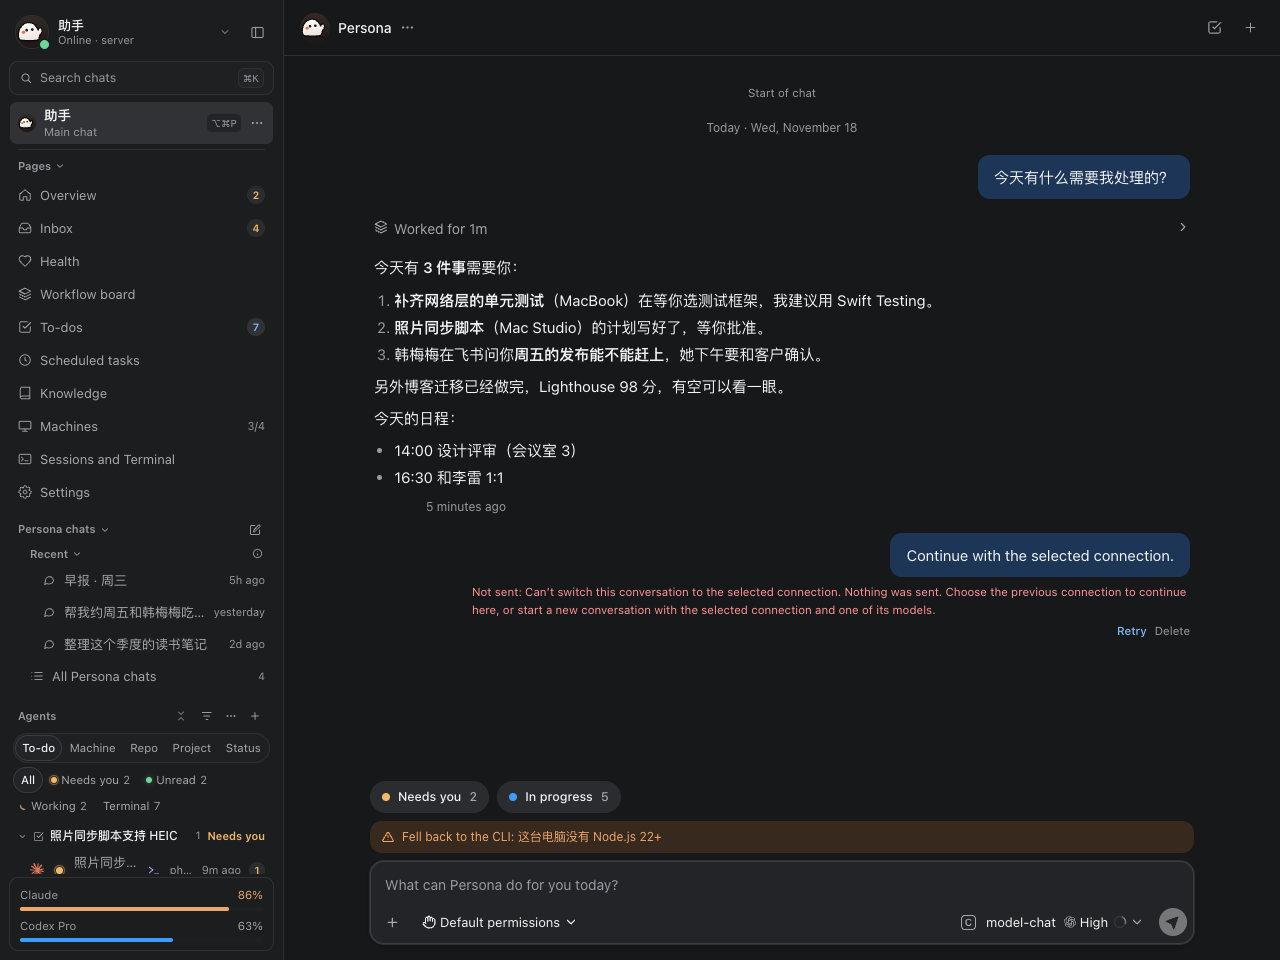 助手
Online · server
Search chats
⌘K
助手
Main chat
⌥⌘P
Pages
Overview
2
Inbox
4
Health
Workflow board
To-dos
7
Scheduled tasks
Knowledge
Machines
3/4
Sessions and Terminal
Settings
Persona chats
Recent
早报 · 周三
5h ago
帮我约周五和韩梅梅吃...
yesterday
整理这个季度的读书笔记
2d ago
All Persona chats
4
Agents
To-do
Machine
Repo
Project
Status
All
Needs you 2
Unread 2
Working 2
Terminal 7
照片同步脚本支持 HEIC
1
Needs you
照片同步...
ph...
9m ago
1
Claude
86%
Codex Pro
63%
Persona
Start of chat
Today · Wed, November 18
今天有什么需要我处理的？
Worked for 1m
今天有 3 件事需要你：
1. 补齐网络层的单元测试（MacBook）在等你选测试框架，我建议用 Swift Testing。
2. 照片同步脚本（Mac Studio）的计划写好了，等你批准。
3. 韩梅梅在飞书问你周五的发布能不能赶上，她下午要和客户确认。
另外博客迁移已经做完，Lighthouse 98 分，有空可以看一眼。
今天的日程：
• 14:00 设计评审（会议室 3）
• 16:30 和李雷 1:1
5 minutes ago
Continue with the selected connection.
Not sent: Can't switch this conversation to the selected connection. Nothing was sent. Choose the previous connection to continue
here, or start a new conversation with the selected connection and one of its models.
Retry
Delete
Needs you 2
In progress 5
Fell back to the CLI: 这台电脑没有 Node.js 22+
What can Persona do for you today?
Default permissions
C
model-chat
High